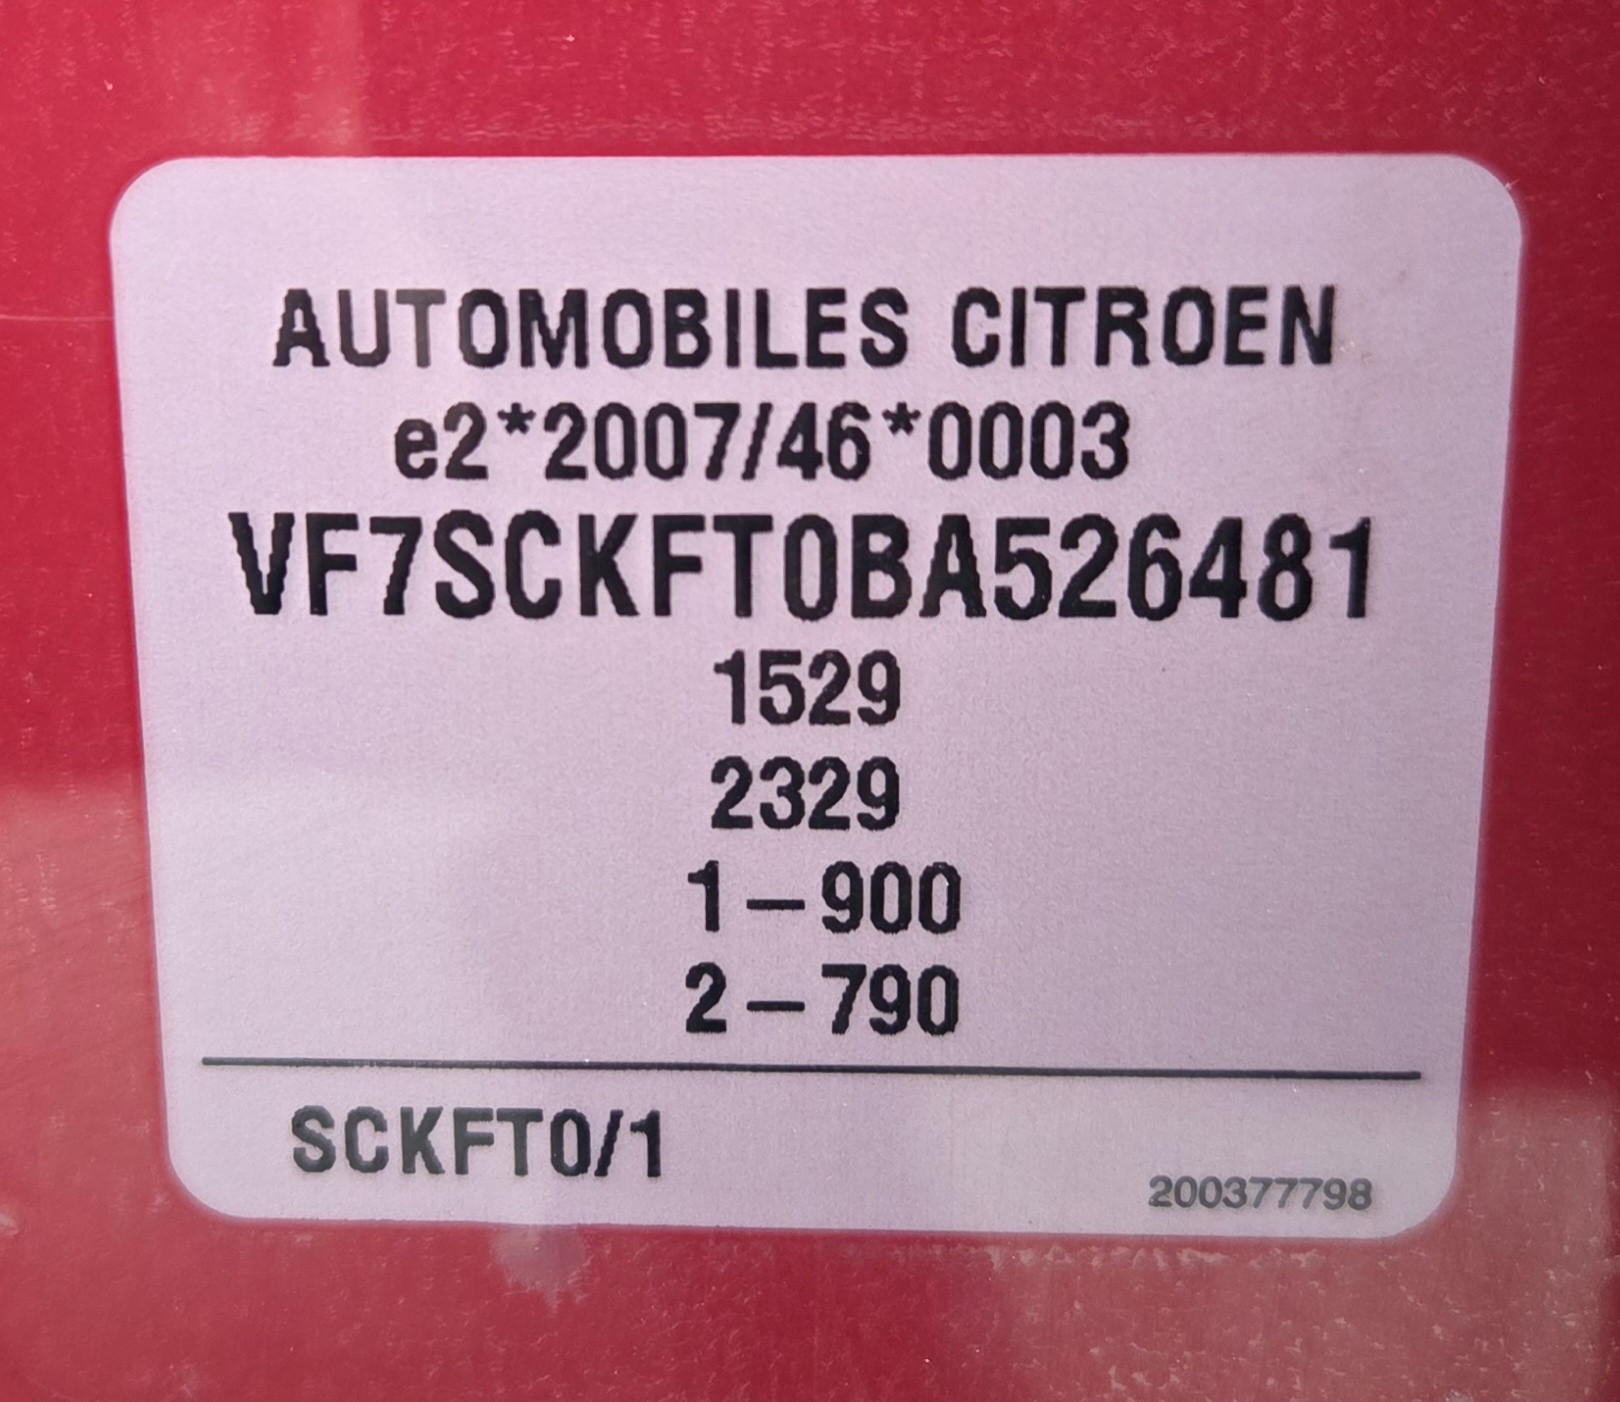 AUTOMOBILES CITROEN
e2*2007/46*0003
VF7SCKFT0BA526481
1529
2329
1–900
2–790
SCKFT0/1
200377798